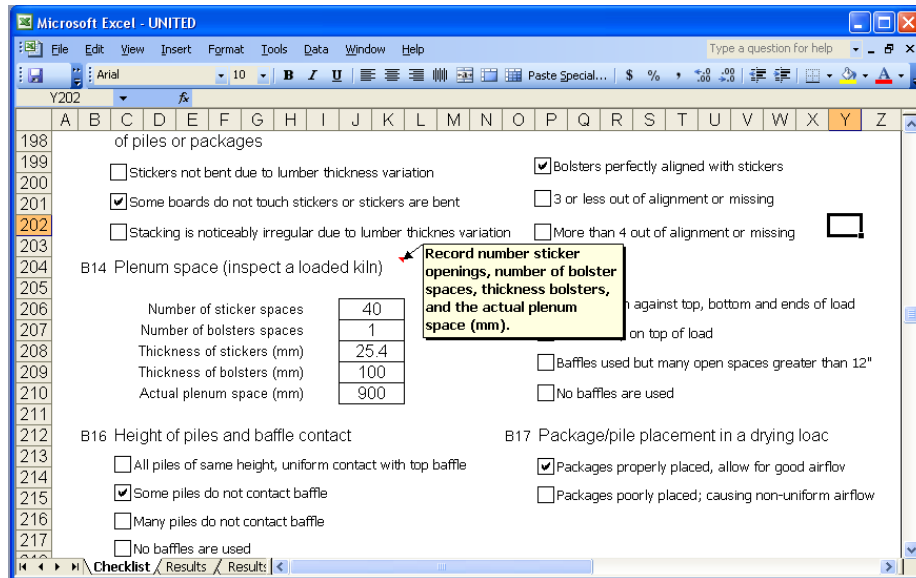 Microsoft Excel - UNITED
File Edit View Insert Format Tools Data Window Help Type a question for help
Arial 10 B I U Paste Special... $ % ,
Y202 fx
A B C D E F G H I J K L M N O P Q R S T U V W X Y Z
198 of piles or packages
199 Bolsters perfectly aligned with stickers
Stickers not bent due to lumber thickness variation
200
201 Some boards do not touch stickers or stickers are bent 3 or less out of alignment or missing
202
Stacking is noticeably irregular due to lumber thicknes variation More than 4 out of alignment or missing
203
Record number sticker
openings, number of bolster
spaces, thickness bolsters,
and the actual plenum
space (mm).
204 B14 Plenum space (inspect a loaded kiln)
205
206 Number of sticker spaces 40 against top, bottom and ends of load
207 Number of bolsters spaces 1 on top of load
208 Thickness of stickers (mm) 25.4
Baffles used but many open spaces greater than 12"
209 Thickness of bolsters (mm) 100
210 Actual plenum space (mm) 900 No baffles are used
211
212 B16 Height of piles and baffle contact B17 Package/pile placement in a drying loac
213 All piles of same height, uniform contact with top baffle Packages properly placed, allow for good airflow
214
215 Some piles do not contact baffle Packages poorly placed; causing non-uniform airflow
216 Many piles do not contact baffle
217
No baffles are used
Checklist Results Result